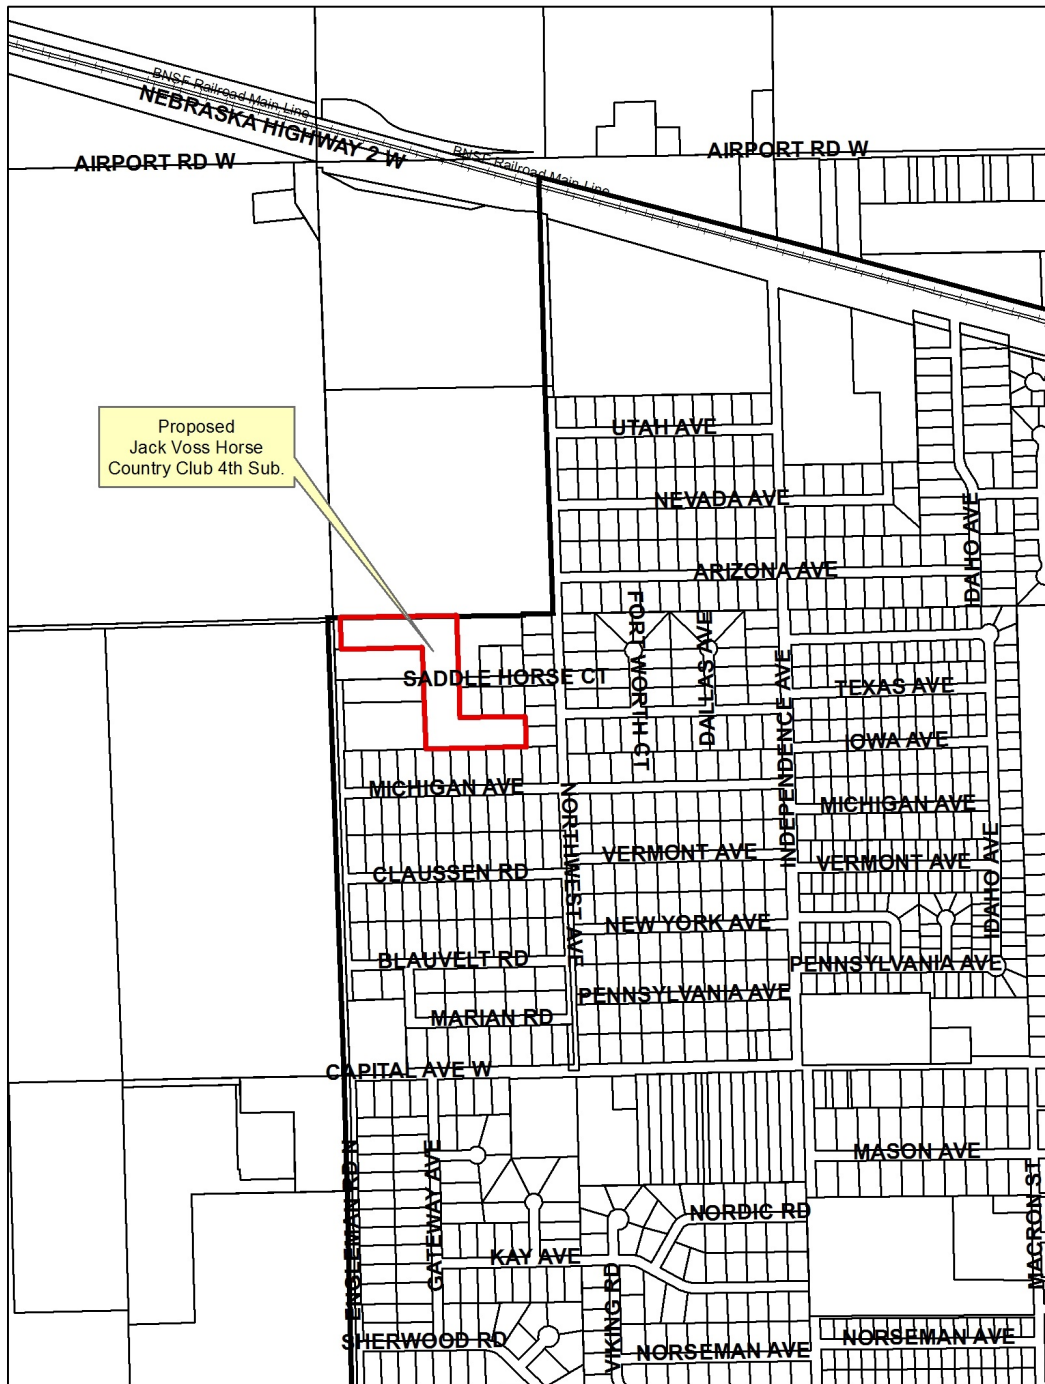 BNSF Railroad Main Line
NEBRASKA HIGHWAY 2 W
AIRPORT RD W
BNSF Railroad Main Line
AIRPORT RD W
Proposed
Jack Voss Horse
Country Club 4th Sub.
UTAH AVE
NEVADA AVE
IDAHO AVE
ARIZONA AVE
FORT WORTH CT
DALLAS AVE
SADDLE HORSE CT
INDEPENDENCE AVE
TEXAS AVE
IOWA AVE
MICHIGAN AVE
NORTHWEST AVE
MICHIGAN AVE
CLAUSSEN RD
VERMONT AVE
VERMONT AVE
IDAHO AVE
NEW YORK AVE
BLAUVELT RD
PENNSYLVANIA AVE
PENNSYLVANIA AVE
MARIAN RD
CAPITAL AVE W
ENGLEMAN RD N
GATEWAY AVE
MASON AVE
MACRON ST
NORDIC RD
KAY AVE
VIKING RD
SHERWOOD RD
NORSEMAN AVE
NORSEMAN AVE